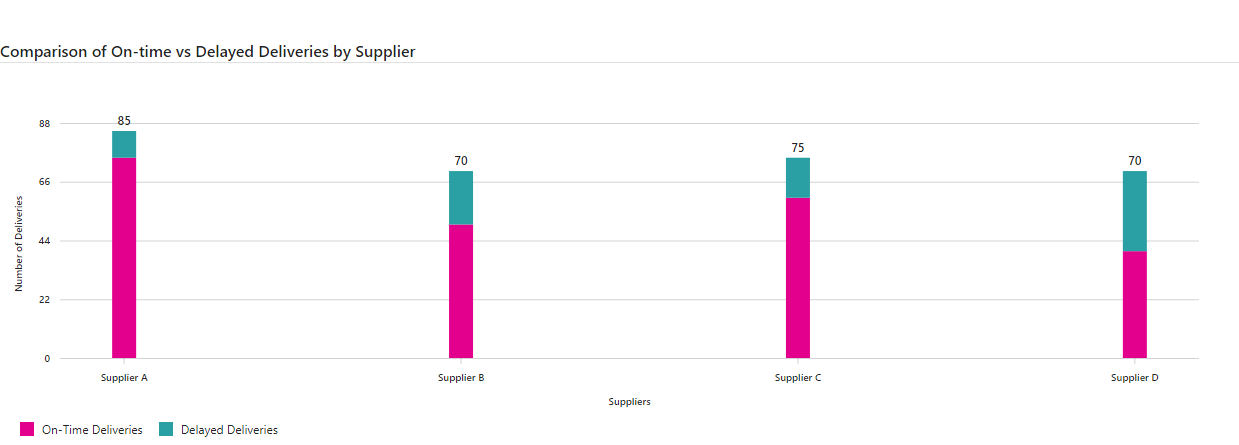 Comparison of On-time vs Delayed Deliveries by Supplier
85
88
75
70
70
66
Number of Deliveries
44
22
0
Supplier A
Supplier B
Supplier C
Supplier D
Suppliers
On-Time Deliveries
Delayed Deliveries